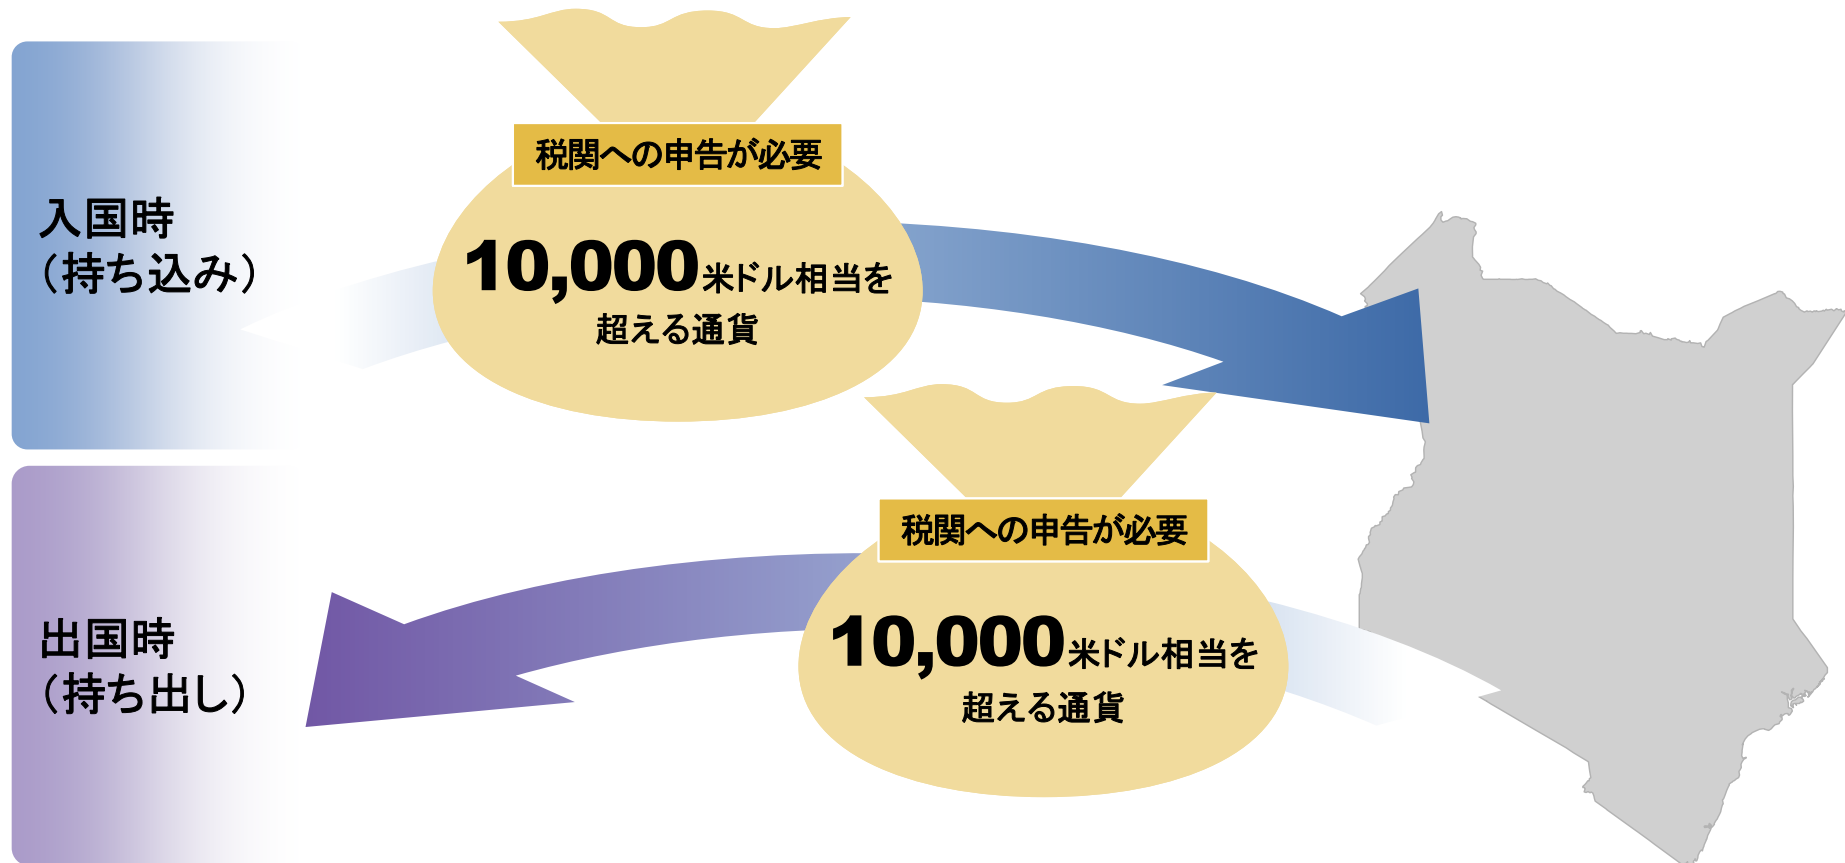 入国時
（持ち込み）
税関への申告が必要
10,000米ドル相当を
超える通貨
税関への申告が必要
10,000米ドル相当を
超える通貨
出国時
（持ち出し）